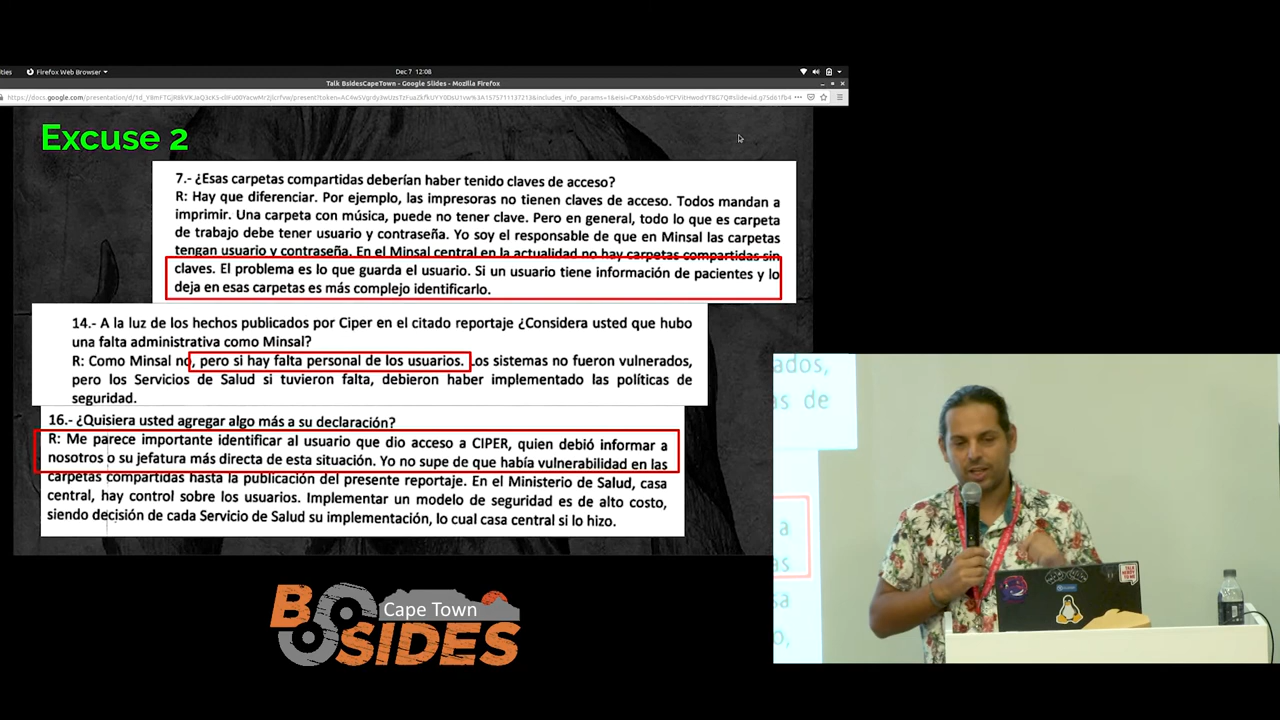 Firefox Web Browser
Dec 7 12:08
Talk BsidesCapeTown - Google Slides - Mozilla Firefox
Excuse 2
7.- ¿Esas carpetas compartidas deberían haber tenido claves de acceso?
R: Hay que diferenciar. Por ejemplo, las impresoras no tienen claves de acceso. Todos mandan a
imprimir. Una carpeta con música, puede no tener clave. Pero en general, todo lo que es carpeta
de trabajo debe tener usuario y contraseña. Yo soy el responsable de que en Minsal las carpetas
tengan usuario y contraseña. En el Minsal central en la actualidad no hay carpetas compartidas sin
claves. El problema es lo que guarda el usuario. Si un usuario tiene información de pacientes y lo
deja en esas carpetas es más complejo identificarlo.
14.- A la luz de los hechos publicados por Ciper en el citado reportaje ¿Considera usted que hubo
una falta administrativa como Minsal?
R: Como Minsal no, pero si hay falta personal de los usuarios. Los sistemas no fueron vulnerados,
pero los Servicios de Salud si tuvieron falta, debieron haber implementado las políticas de
seguridad.
16.- ¿Quisiera usted agregar algo más a su declaración?
R: Me parece importante identificar al usuario que dio acceso a CIPER, quien debió informar a
nosotros o su jefatura más directa de esta situación. Yo no supe de que había vulnerabilidad en las
carpetas compartidas hasta la publicación del presente reportaje. En el Ministerio de Salud, casa
central, hay control sobre los usuarios. Implementar un modelo de seguridad es de alto costo,
siendo decisión de cada Servicio de Salud su implementación, lo cual casa central si lo hizo.
B SIDES
Cape Town